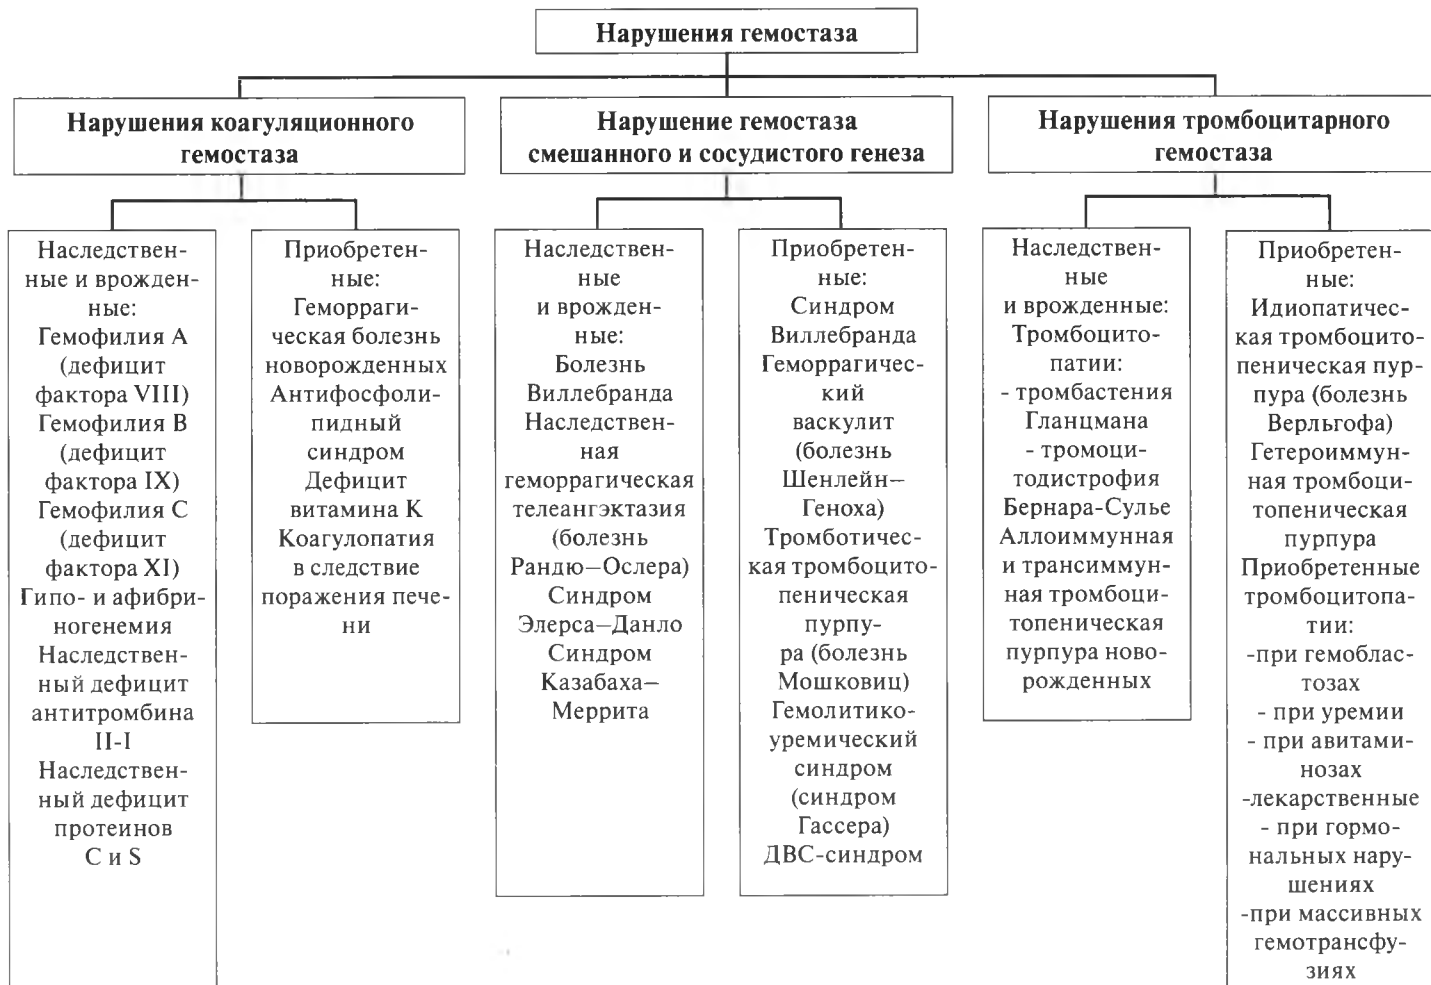 Нарушения гемостаза
Нарушения коагуляционного
гемостаза
Нарушение гемостаза
смешанного и сосудистого генеза
Нарушения тромбоцитарного
гемостаза
Наследствен-
ные и врожден-
ные:
Гемофилия А
(дефицит
фактора VIII)
Гемофилия В
(дефицит
фактора IX)
Гемофилия С
(дефицит
фактора XI)
Гипо- и афибри-
ногенемия
Наследствен-
ный дефицит
антитромбина
II-I
Наследствен-
ный дефицит
протеинов
С и S
Приобретен-
ные:
Геморраги-
ческая болезнь
новорожденных
Антифосфоли-
пидный
синдром
Дефицит
витамина К
Коагулопатия
в следствие
поражения пече-
ни
Наследствен-
ные
и врожден-
ные:
Болезнь
Виллебранда
Наследствен-
ная
геморрагическая
телеангэктазия
(болезнь
Рандю–Ослера)
Синдром
Элерса–Данло
Синдром
Казабаха–
Меррита
Приобретен-
ные:
Синдром
Виллебранда
Геморрагичес-
кий
васкулит
(болезнь
Шенлейн–
Геноха)
Тромботичес-
кая тромбоцито-
пеническая
пурпу-
ра (болезнь
Мошковиц)
Гемолитико-
уремический
синдром
(синдром
Гассера)
ДВС-синдром
Наследствен-
ные
и врожденные:
Тромбоцито-
патии:
- тромбастения
Гланцмана
- тромоци-
тодистрофия
Бернара-Сулье
Аллоиммунная
и трансиммун-
ная тромбоци-
топеническая
пурпура ново-
рожденных
Приобретен-
ные:
Идиопатичес-
кая тромбоцито-
пеническая пур-
пура (болезнь
Верльгофа)
Гетероиммун-
ная тромбоци-
топеническая
пурпура
Приобретенные
тромбоцитопа-
тии:
-при гемоблас-
тозах
- при уремии
- при авитами-
нозах
-лекарственные
- при гормо-
нальных нару-
шениях
-при массивных
гемотрансфу-
зиях